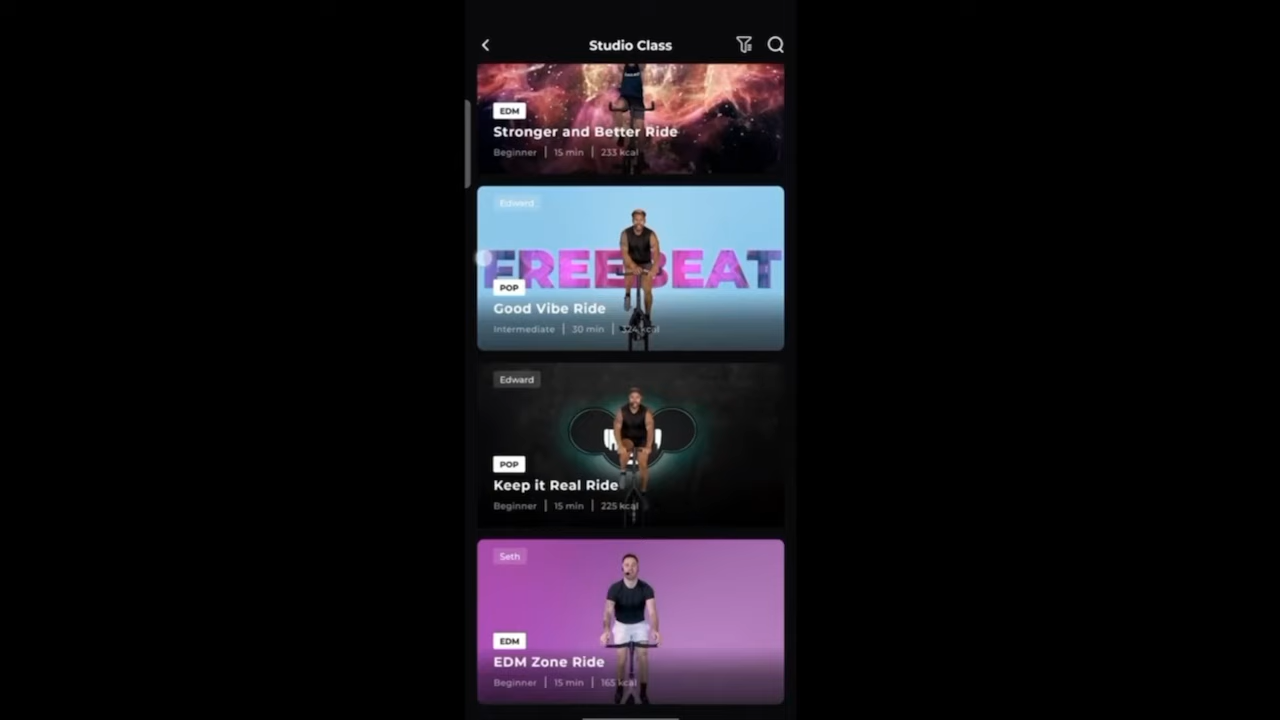 Studio Class
EDM
Stronger and Better Ride
Beginner | 15 min | 233 kcal
Edward
FREEBEAT
POP
Good Vibe Ride
Intermediate | 30 min | 324 kcal
Edward
POP
Keep it Real Ride
Beginner | 15 min | 225 kcal
Seth
EDM
EDM Zone Ride
Beginner | 15 min | 165 kcal